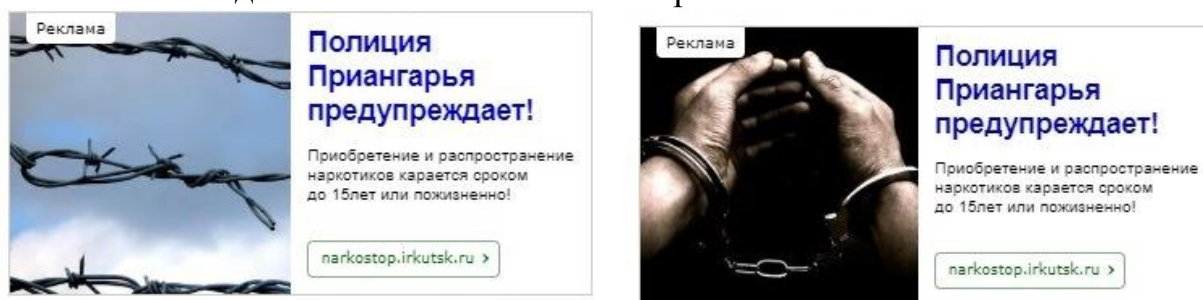 Реклама
Полиция
Приангарья
предупреждает!
Приобретение и распространение
наркотиков карается сроком
до 15лет или пожизненно!
narkostop.irkutsk.ru >
Реклама
Полиция
Приангарья
предупреждает!
Приобретение и распространение
наркотиков карается сроком
до 15лет или пожизненно!
narkostop.irkutsk.ru >